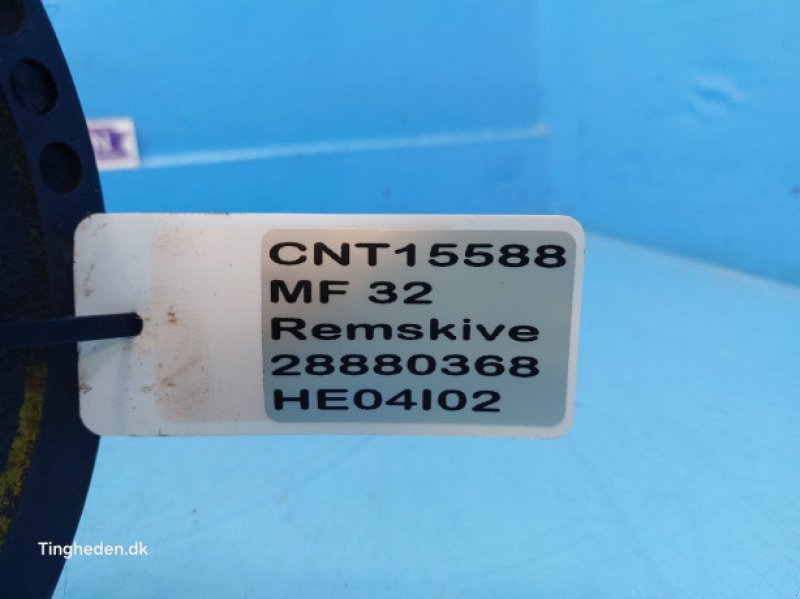 CNT15588
MF 32
Remskive
28880368
HE04I02
Tingheden.dk